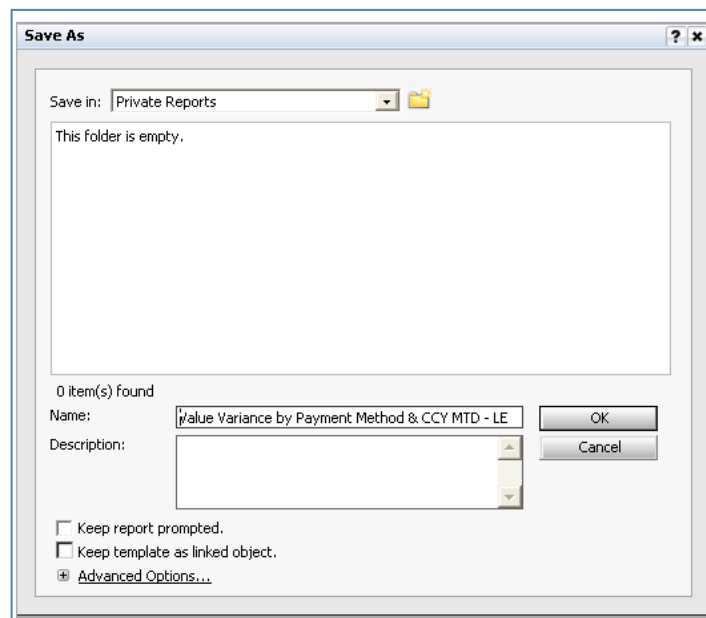 Save As
Save in: Private Reports
This folder is empty.
0 item(s) found
Name: Value Variance by Payment Method & CCY MTD - LE OK
Description: Cancel
Keep report prompted.
Keep template as linked object.
Advanced Options...